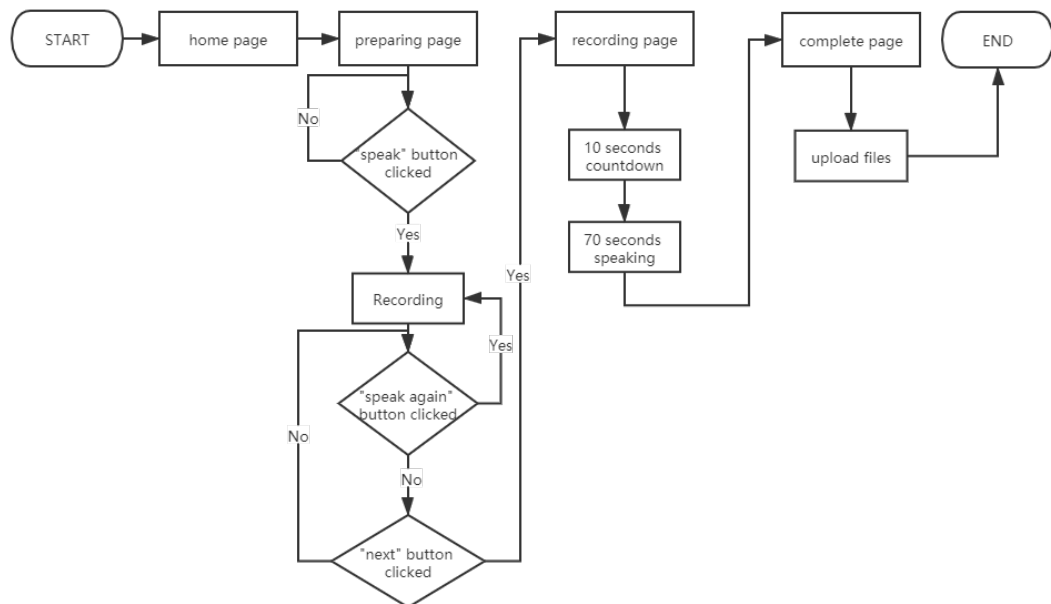 START
home page
preparing page
recording page
complete page
END
No
"speak" button
clicked
Yes
Recording
Yes
"speak again"
button clicked
No
No
"next" button
clicked
Yes
10 seconds
countdown
70 seconds
speaking
upload files